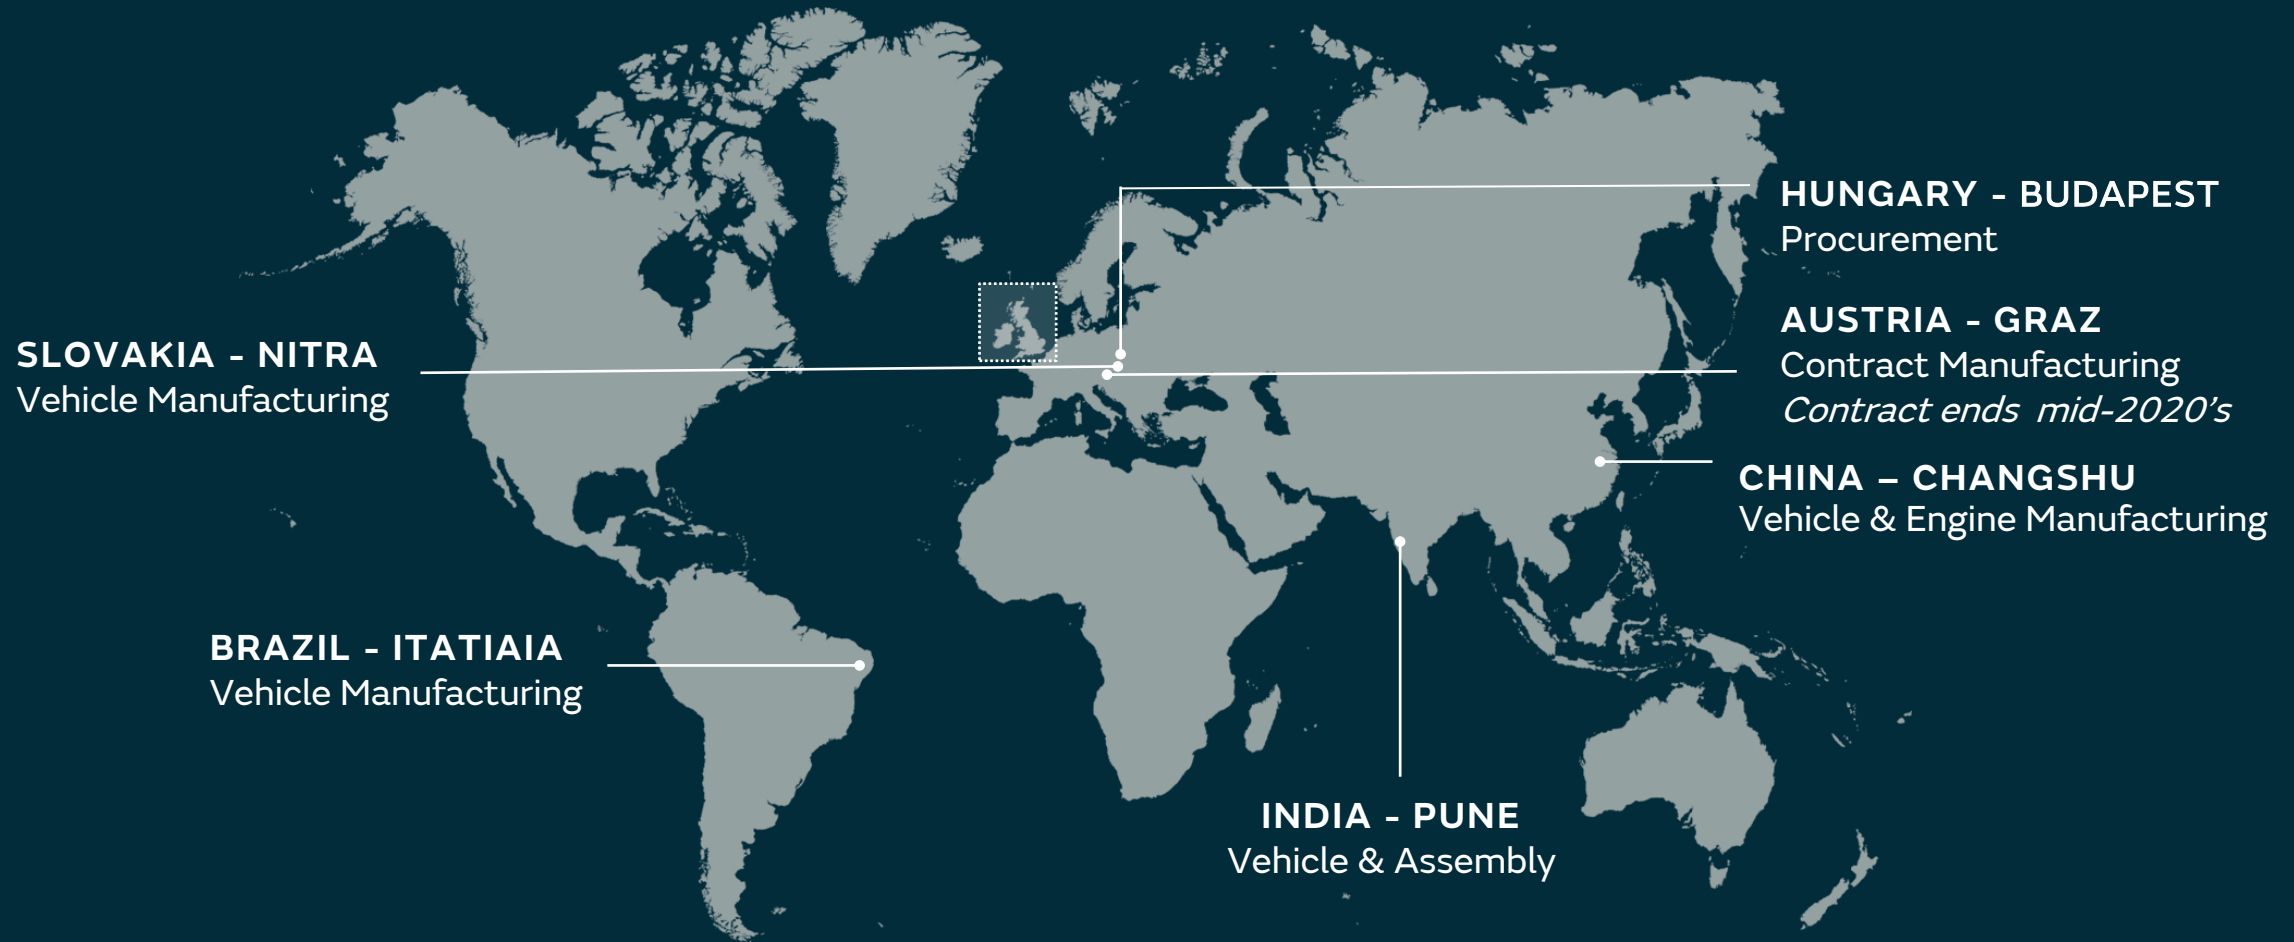 HUNGARY - BUDAPEST
Procurement
AUSTRIA - GRAZ
Contract Manufacturing
Contract ends mid-2020's
SLOVAKIA - NITRA
Vehicle Manufacturing
CHINA – CHANGSHU
Vehicle & Engine Manufacturing
BRAZIL - ITATIAIA
Vehicle Manufacturing
INDIA - PUNE
Vehicle & Assembly